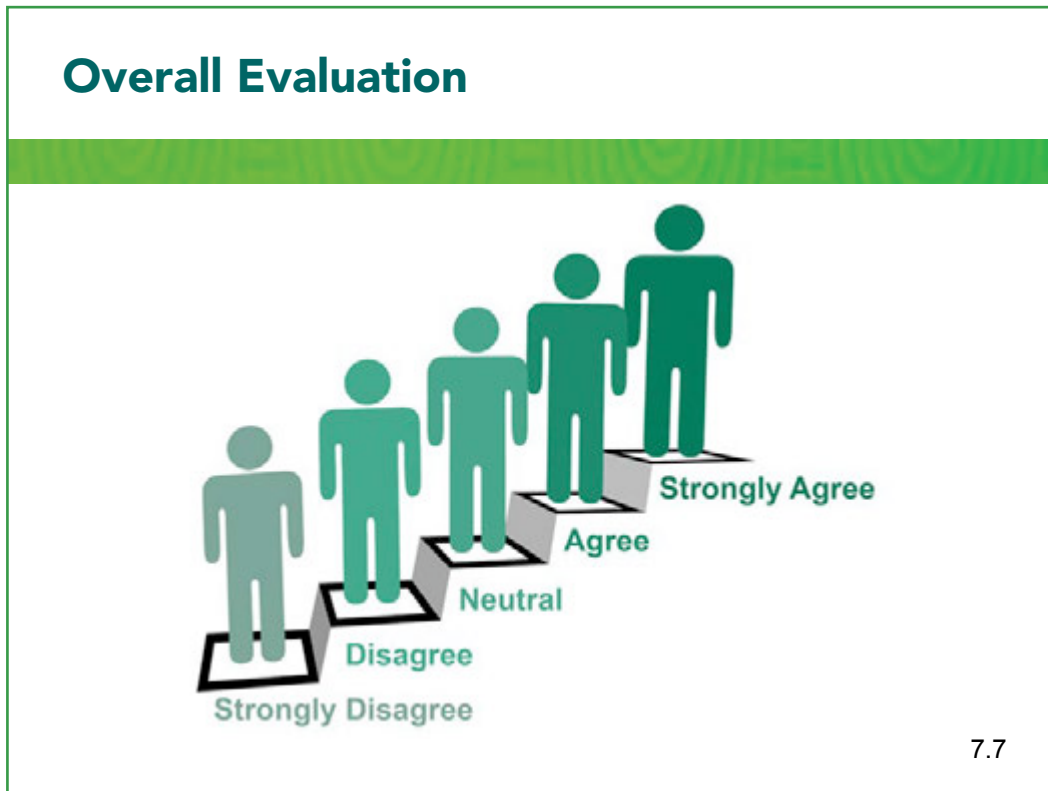 Overall Evaluation
Strongly Agree
Agree
Neutral
Disagree
Strongly Disagree
7.7